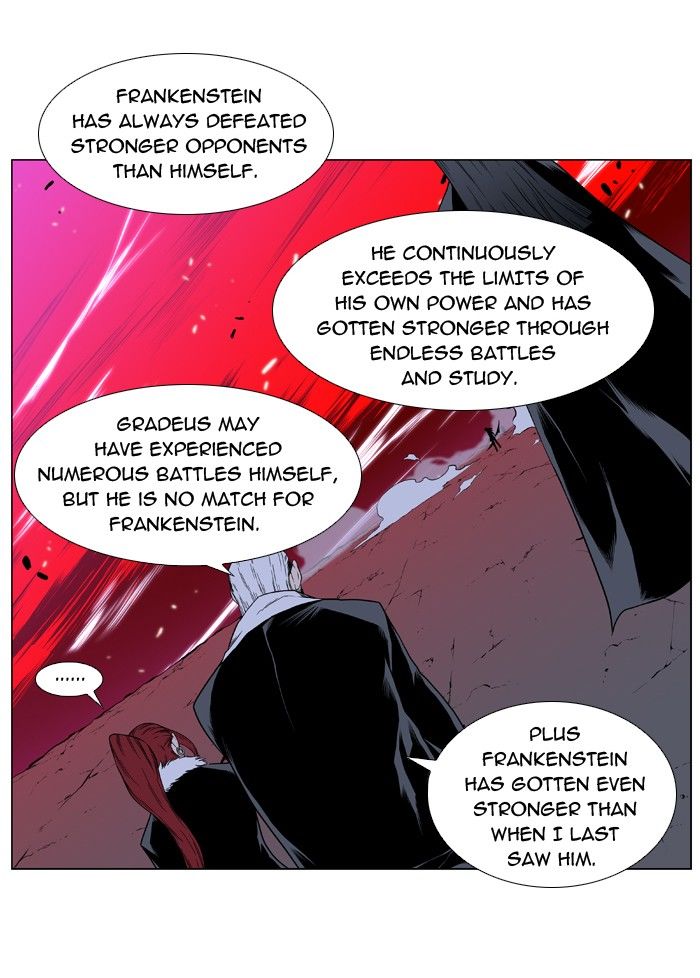 FRANKENSTEIN
HAS ALWAYS DEFEATED
STRONGER OPPONENTS
THAN HIMSELF.
HE CONTINUOUSLY
EXCEEDS THE LIMITS OF
HIS OWN POWER AND HAS
GOTTEN STRONGER THROUGH
ENDLESS BATTLES
AND STUDY.
GRADEUS MAY
HAVE EXPERIENCED
NUMEROUS BATTLES HIMSELF,
BUT HE IS NO MATCH FOR
FRANKENSTEIN.
......
PLUS
FRANKENSTEIN
HAS GOTTEN EVEN
STRONGER THAN
WHEN I LAST
SAW HIM.